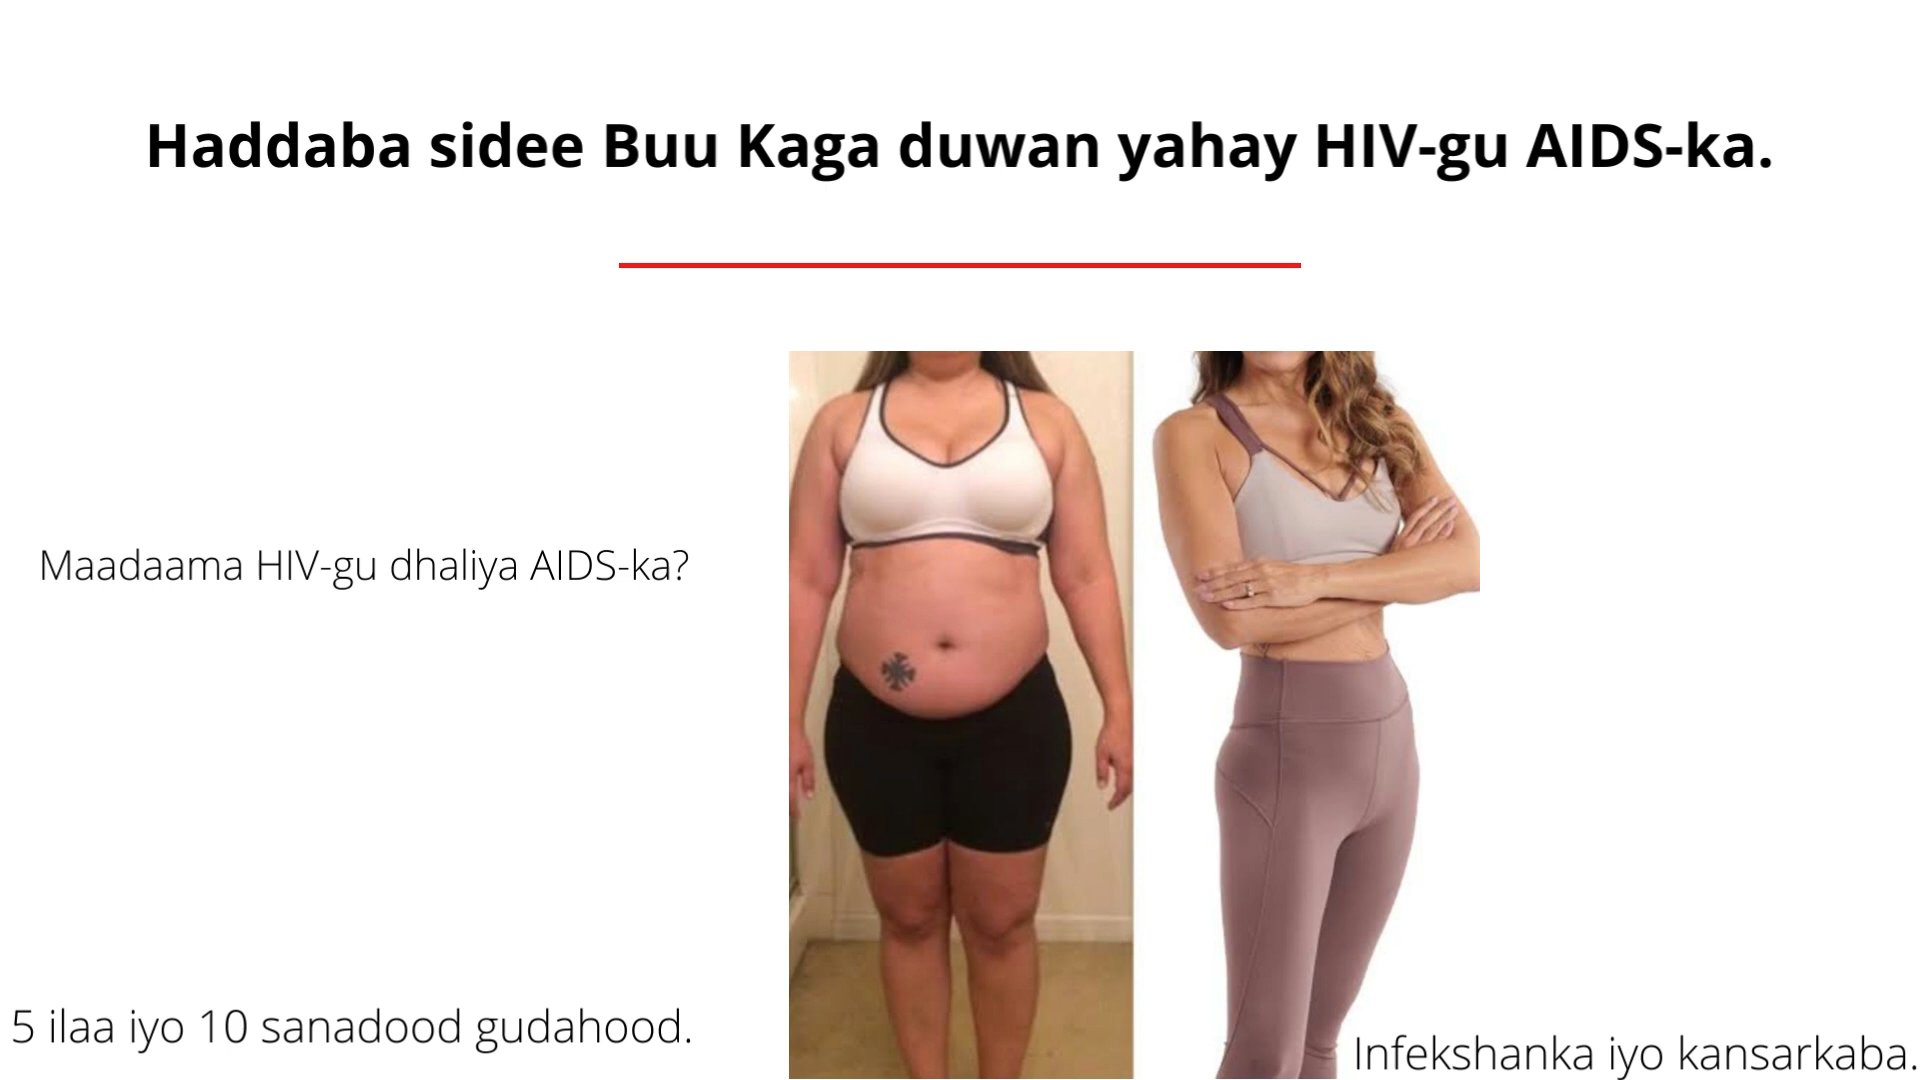 Haddaba sidee Buu Kaga duwan yahay HIV-gu AIDS-ka.
Maadaama HIV-gu dhaliya AIDS-ka?
5 ilaa iyo 10 sanadood gudahood.
Infekshanka iyo kansarkaba.